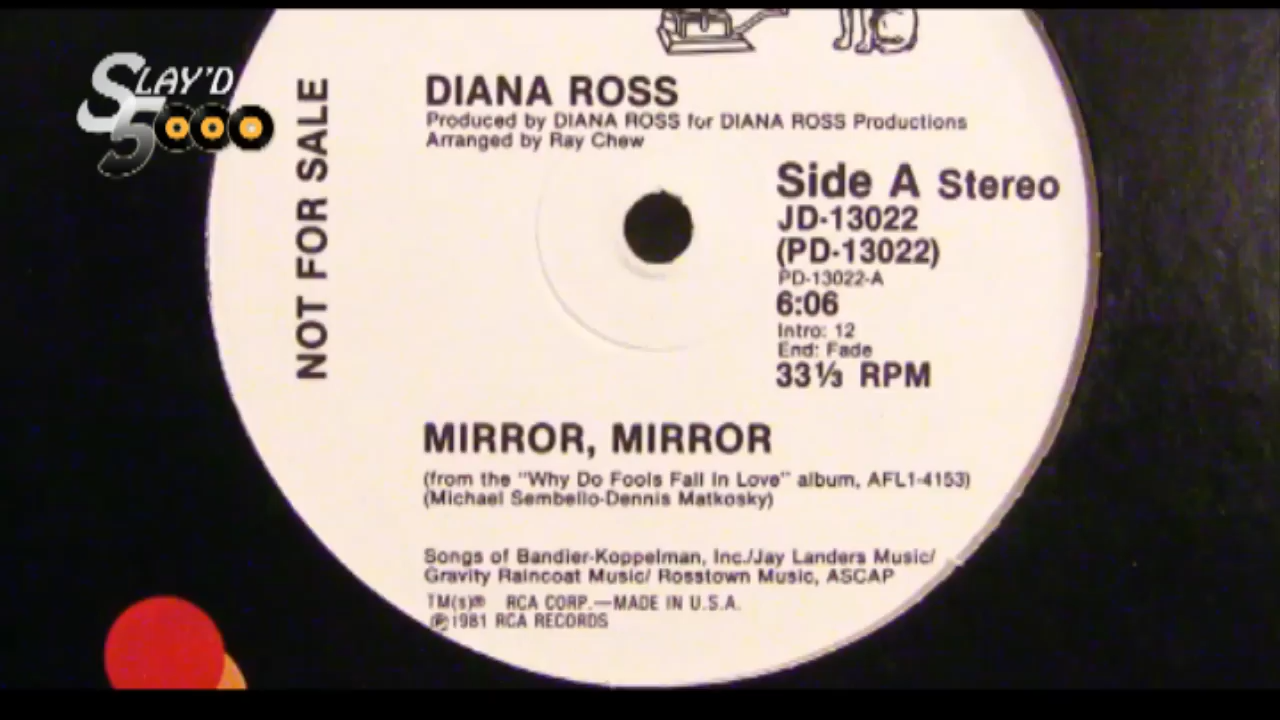 SLAY'D
5000
NOT FOR SALE
DIANA ROSS
Produced by DIANA ROSS for DIANA ROSS Productions
Arranged by Ray Chew
Side A Stereo
JD-13022
(PD-13022)
PD-13022-A
6:06
Intro: 12
End: Fade
33⅓ RPM
MIRROR, MIRROR
(from the "Why Do Fools Fall In Love" album, AFL1-4153)
(Michael Sembello-Dennis Matkosky)
Songs of Bandier-Koppelman, Inc./Jay Landers Music/
Gravity Raincoat Music/ Rosstown Music, ASCAP
TM(s)® RCA CORP.—MADE IN U.S.A.
℗1981 RCA RECORDS